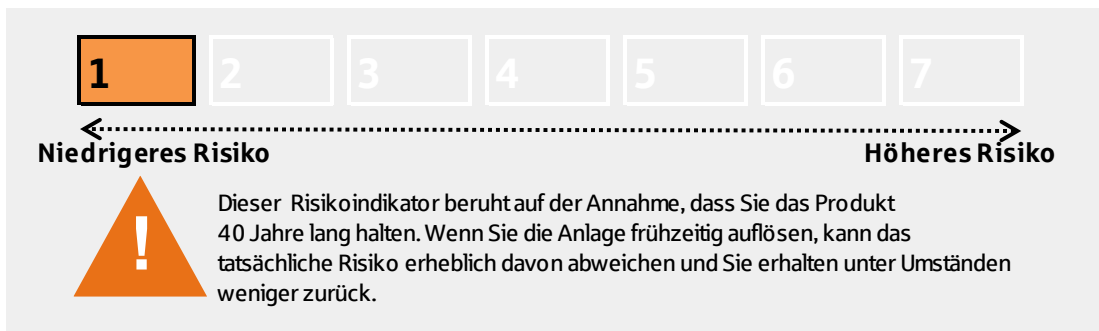 1 2 3 4 5 6 7
Niedrigeres Risiko Höheres Risiko
! Dieser Risikoindikator beruht auf der Annahme, dass Sie das Produkt
40 Jahre lang halten. Wenn Sie die Anlage frühzeitig auflösen, kann das
tatsächliche Risiko erheblich davon abweichen und Sie erhalten unter Umständen
weniger zurück.